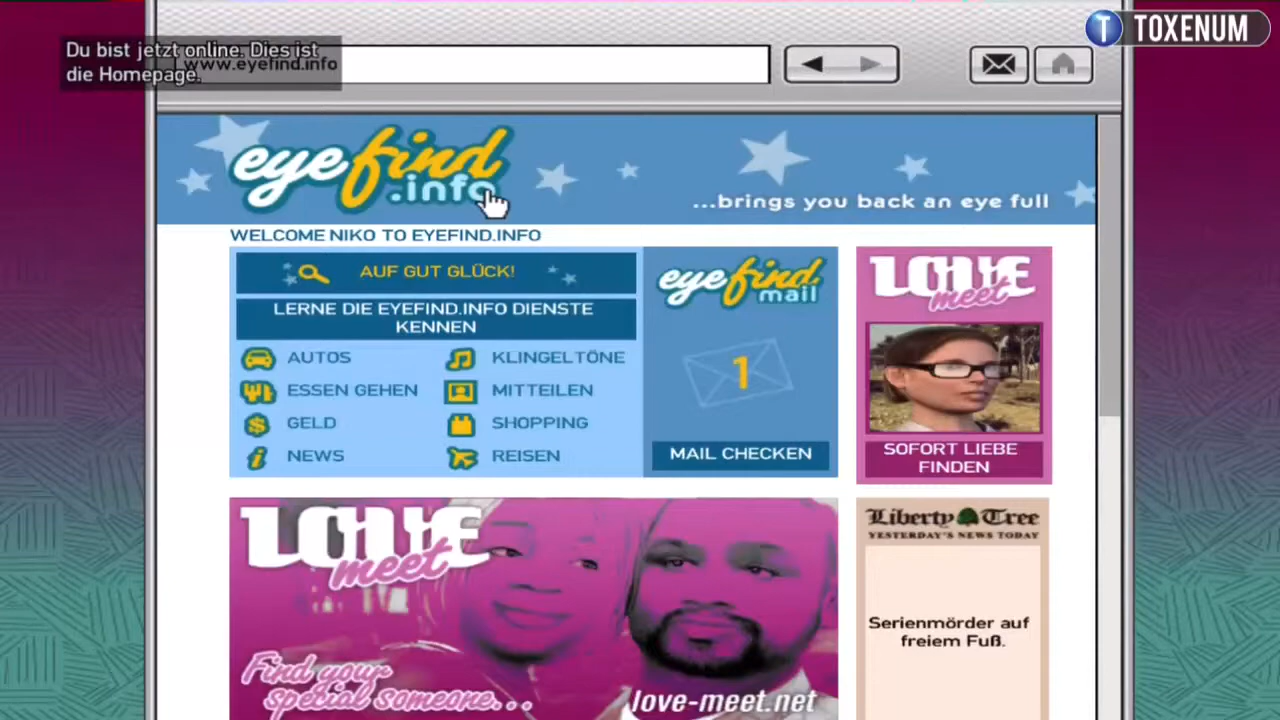 Du bist jetzt online. Dies ist
die Homepage.
www.eyefind.info
T TOXENUM
eyefind
.info
...brings you back an eye full
WELCOME NIKO TO EYEFIND.INFO
AUF GUT GLÜCK!
LERNE DIE EYEFIND.INFO DIENSTE
KENNEN
AUTOS
KLINGELTÖNE
ESSEN GEHEN
MITTEILEN
GELD
SHOPPING
NEWS
REISEN
eyefind
mail
1
MAIL CHECKEN
LOVE
meet
SOFORT LIEBE
FINDEN
LOVE
meet
Find your
special someone...
love-meet.net
Liberty Tree
YESTERDAY'S NEWS TODAY
Serienmörder auf
freiem Fuß.